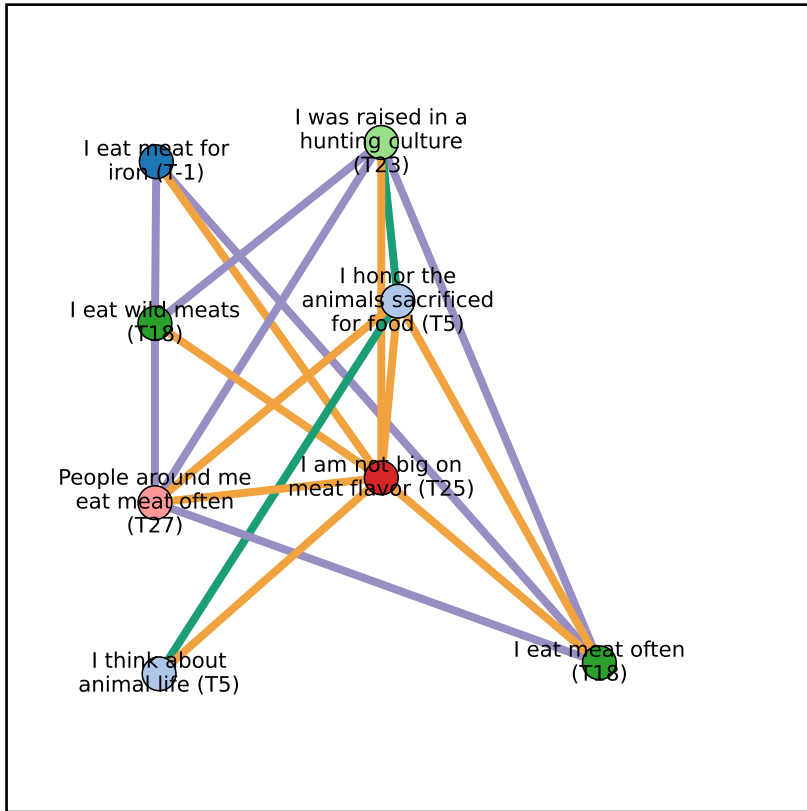 I was raised in a
hunting culture
(T23)
I eat meat for
iron (T-1)
I honor the
animals sacrificed
for food (T5)
I eat wild meats
(T18)
I am not big on
meat flavor (T25)
People around me
eat meat often
(T27)
I eat meat often
(T18)
I think about
animal life (T5)